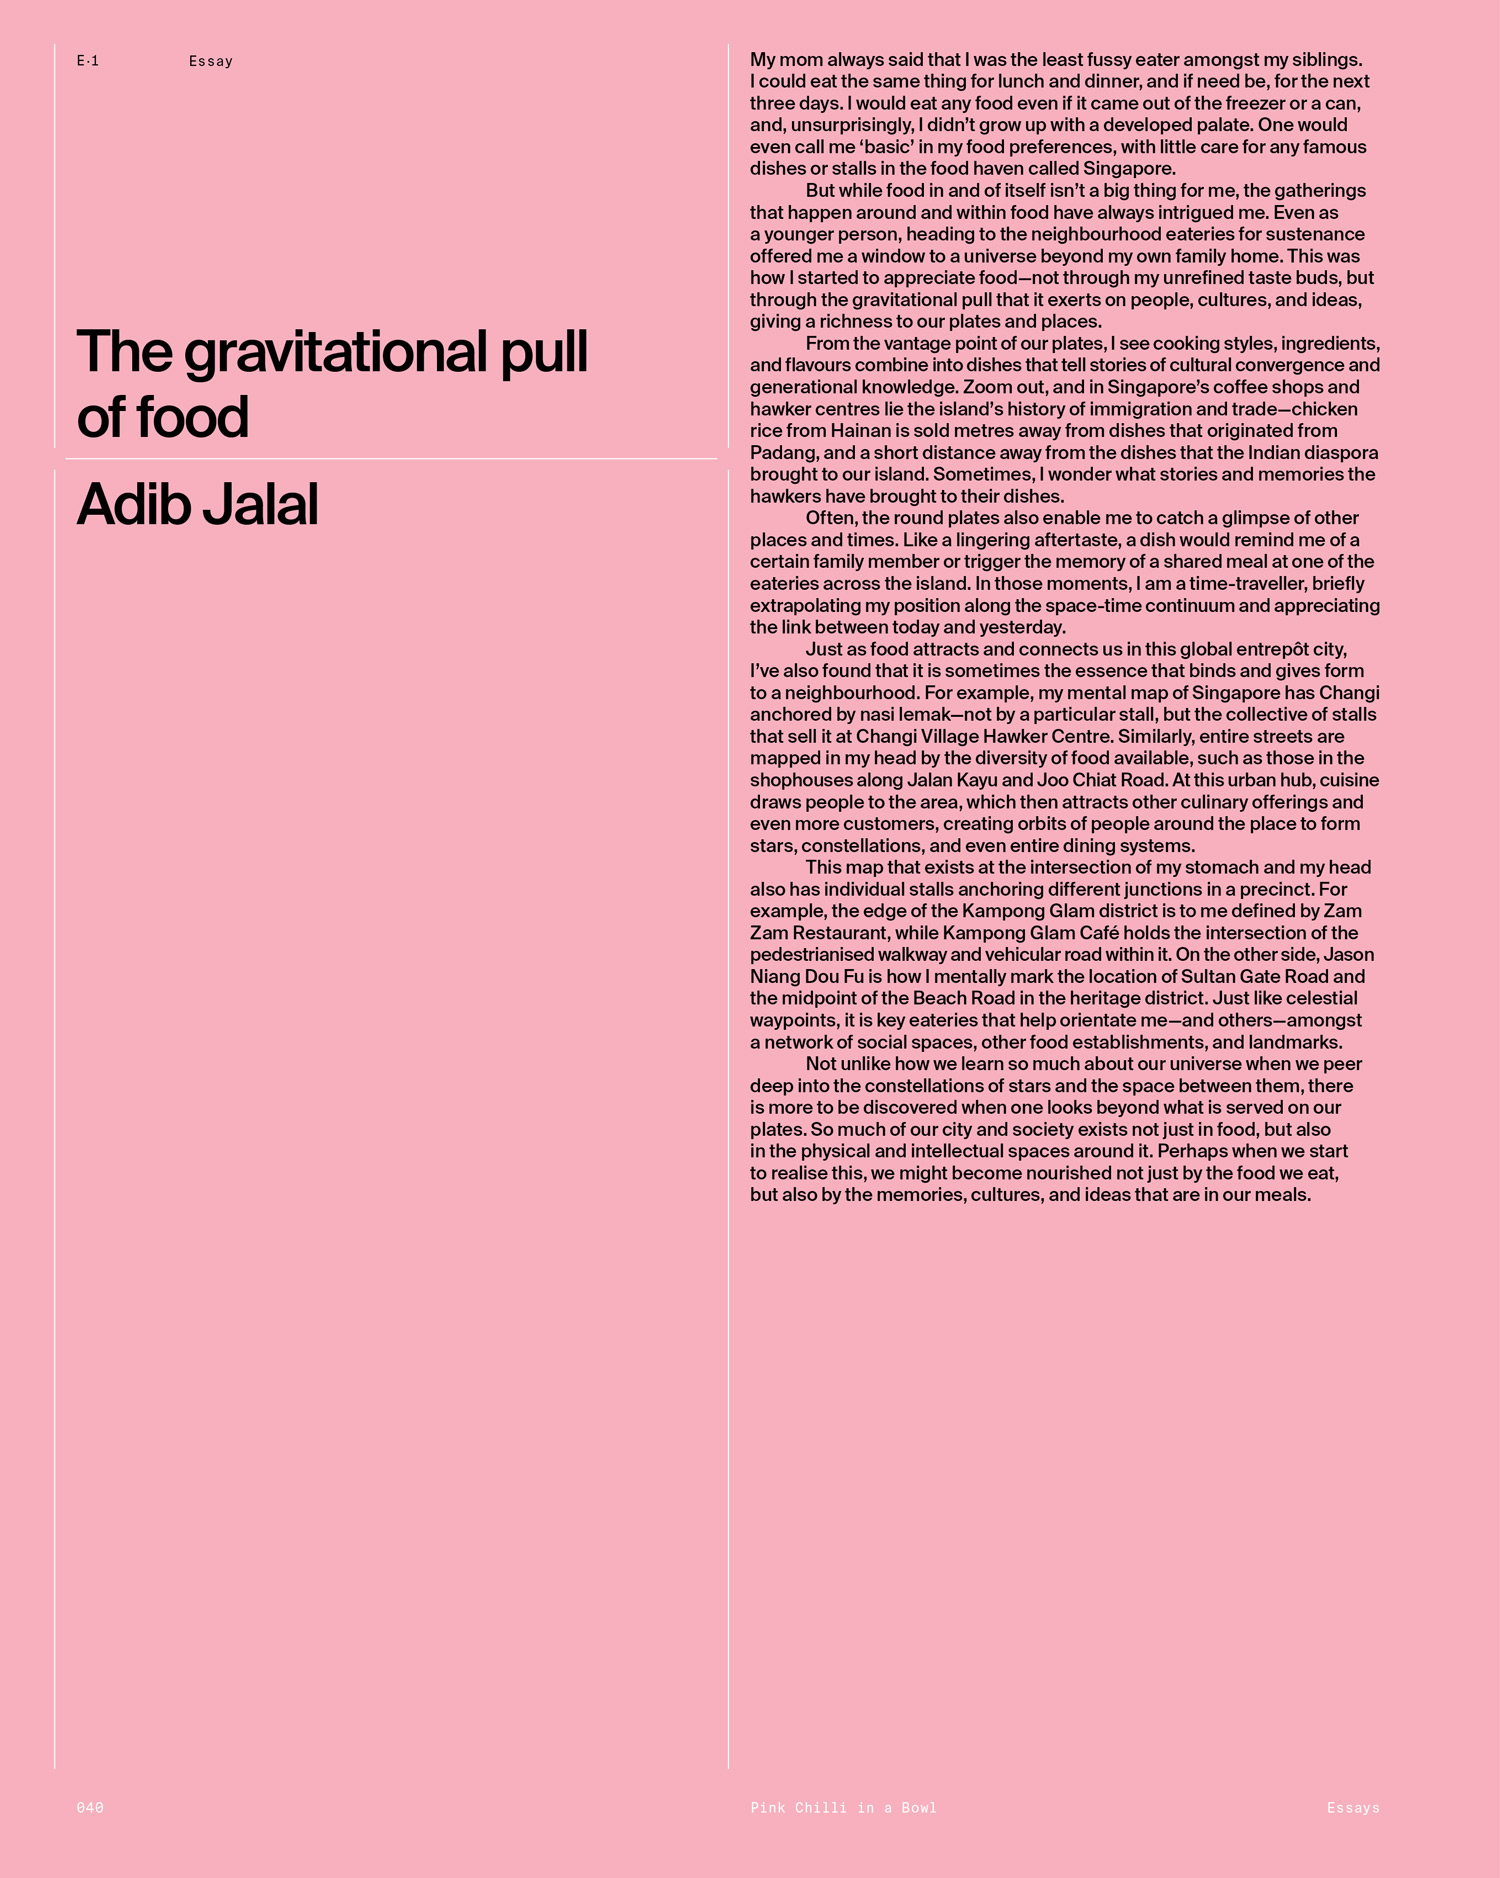 E·1 Essay
The gravitational pull
of food
Adib Jalal
My mom always said that I was the least fussy eater amongst my siblings.
I could eat the same thing for lunch and dinner, and if need be, for the next
three days. I would eat any food even if it came out of the freezer or a can,
and, unsurprisingly, I didn’t grow up with a developed palate. One would
even call me ‘basic’ in my food preferences, with little care for any famous
dishes or stalls in the food haven called Singapore.
But while food in and of itself isn’t a big thing for me, the gatherings
that happen around and within food have always intrigued me. Even as
a younger person, heading to the neighbourhood eateries for sustenance
offered me a window to a universe beyond my own family home. This was
how I started to appreciate food—not through my unrefined taste buds, but
through the gravitational pull that it exerts on people, cultures, and ideas,
giving a richness to our plates and places.
From the vantage point of our plates, I see cooking styles, ingredients,
and flavours combine into dishes that tell stories of cultural convergence and
generational knowledge. Zoom out, and in Singapore’s coffee shops and
hawker centres lie the island’s history of immigration and trade—chicken
rice from Hainan is sold metres away from dishes that originated from
Padang, and a short distance away from the dishes that the Indian diaspora
brought to our island. Sometimes, I wonder what stories and memories the
hawkers have brought to their dishes.
Often, the round plates also enable me to catch a glimpse of other
places and times. Like a lingering aftertaste, a dish would remind me of a
certain family member or trigger the memory of a shared meal at one of the
eateries across the island. In those moments, I am a time-traveller, briefly
extrapolating my position along the space-time continuum and appreciating
the link between today and yesterday.
Just as food attracts and connects us in this global entrepôt city,
I’ve also found that it is sometimes the essence that binds and gives form
to a neighbourhood. For example, my mental map of Singapore has Changi
anchored by nasi lemak—not by a particular stall, but the collective of stalls
that sell it at Changi Village Hawker Centre. Similarly, entire streets are
mapped in my head by the diversity of food available, such as those in the
shophouses along Jalan Kayu and Joo Chiat Road. At this urban hub, cuisine
draws people to the area, which then attracts other culinary offerings and
even more customers, creating orbits of people around the place to form
stars, constellations, and even entire dining systems.
This map that exists at the intersection of my stomach and my head
also has individual stalls anchoring different junctions in a precinct. For
example, the edge of the Kampong Glam district is to me defined by Zam
Zam Restaurant, while Kampong Glam Café holds the intersection of the
pedestrianised walkway and vehicular road within it. On the other side, Jason
Niang Dou Fu is how I mentally mark the location of Sultan Gate Road and
the midpoint of the Beach Road in the heritage district. Just like celestial
waypoints, it is key eateries that help orientate me—and others—amongst
a network of social spaces, other food establishments, and landmarks.
Not unlike how we learn so much about our universe when we peer
deep into the constellations of stars and the space between them, there
is more to be discovered when one looks beyond what is served on our
plates. So much of our city and society exists not just in food, but also
in the physical and intellectual spaces around it. Perhaps when we start
to realise this, we might become nourished not just by the food we eat,
but also by the memories, cultures, and ideas that are in our meals.
040 Pink Chilli in a Bowl Essays